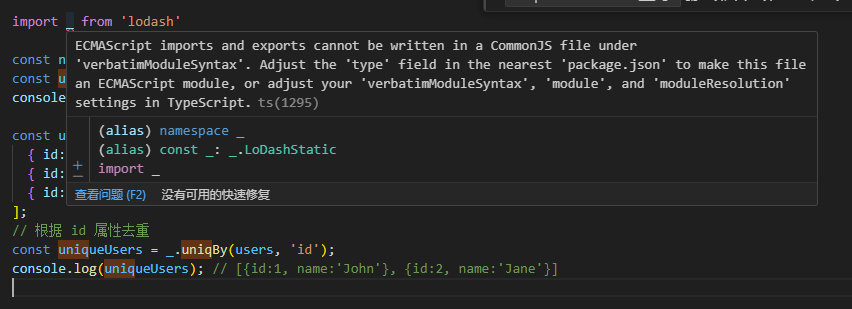 import _ from 'lodash'
ECMAScript imports and exports cannot be written in a CommonJS file under
'verbatimModuleSyntax'. Adjust the 'type' field in the nearest 'package.json' to make this file
an ECMAScript module, or adjust your 'verbatimModuleSyntax', 'module', and 'moduleResolution'
settings in TypeScript. ts(1295)
(alias) namespace _
(alias) const _: _.LoDashStatic
import _
查看问题 (F2) 没有可用的快速修复
const n
const u
console
const u
{ id:
{ id:
{ id:
];
// 根据 id 属性去重
const uniqueUsers = _.uniqBy(users, 'id');
console.log(uniqueUsers); // [{id:1, name:'John'}, {id:2, name:'Jane'}]